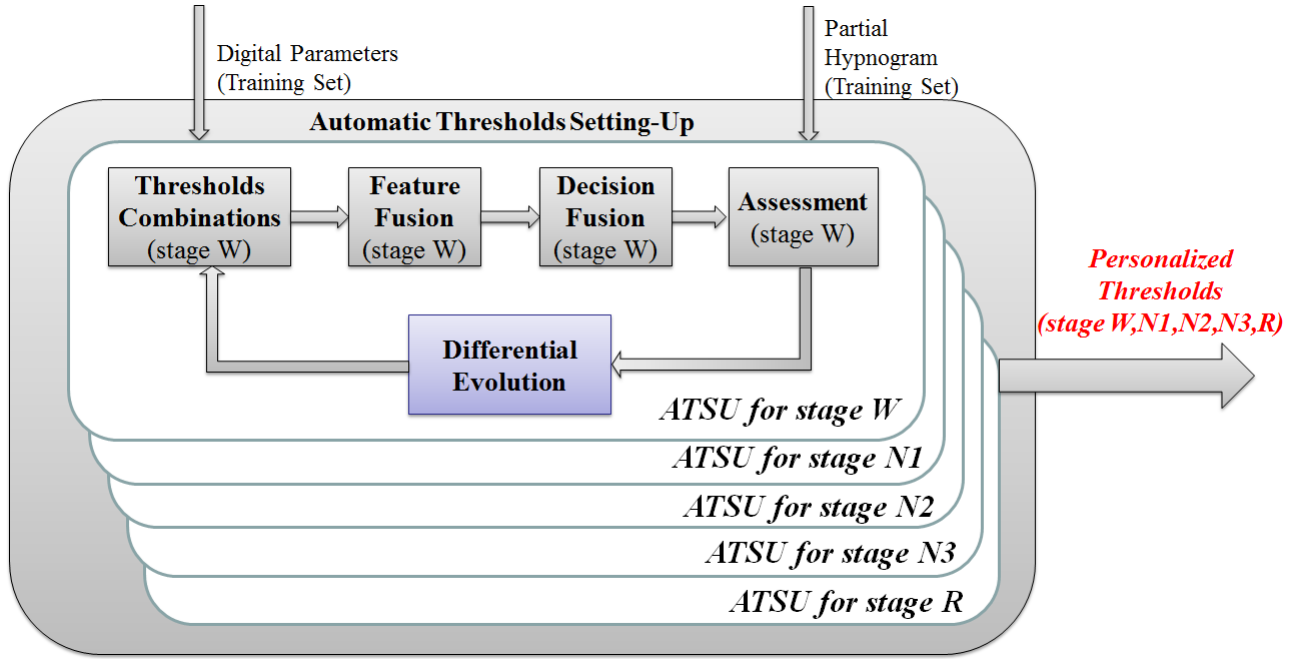 Digital Parameters
(Training Set)
Partial
Hypnogram
(Training Set)
Automatic Thresholds Setting-Up
Thresholds
Combinations
(stage W)
Feature
Fusion
(stage W)
Decision
Fusion
(stage W)
Assessment
(stage W)
Differential
Evolution
ATSU for stage W
ATSU for stage N1
ATSU for stage N2
ATSU for stage N3
ATSU for stage R
Personalized
Thresholds
(stage W,N1,N2,N3,R)